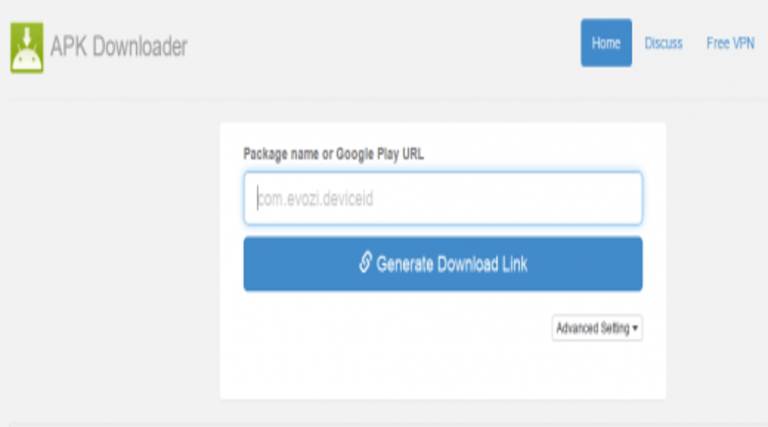 APK Downloader
Home Discuss Free VPN
Package name or Google Play URL
com.evozi.deviceid
Generate Download Link
Advanced Setting